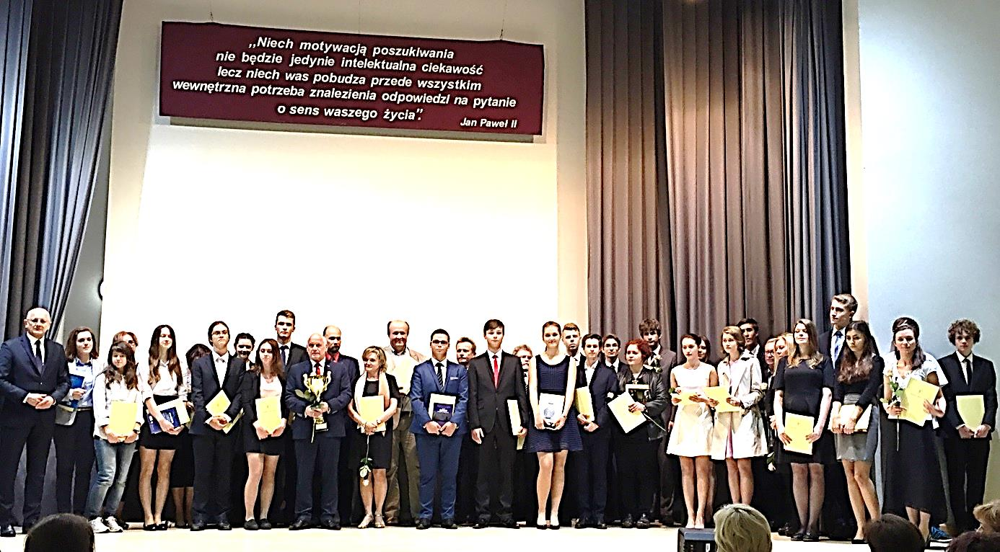 „Niech motywacją poszukiwania
nie będzie jedynie intelektualna ciekawość
lecz niech was pobudza przede wszystkim
wewnętrzna potrzeba znalezienia odpowiedzi na pytanie
o sens waszego życia”.
Jan Paweł II